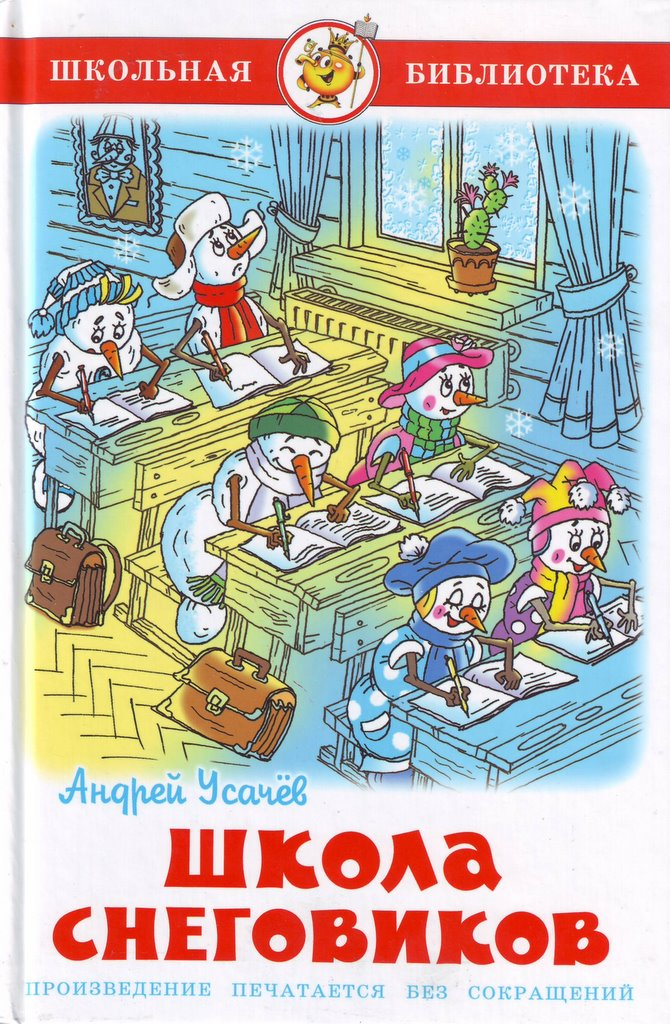 ШКОЛЬНАЯ БИБЛИОТЕКА
Андрей Усачёв
ШКОЛА
СНЕГОВИКОВ
ПРОИЗВЕДЕНИЕ ПЕЧАТАЕТСЯ БЕЗ СОКРАЩЕНИЙ